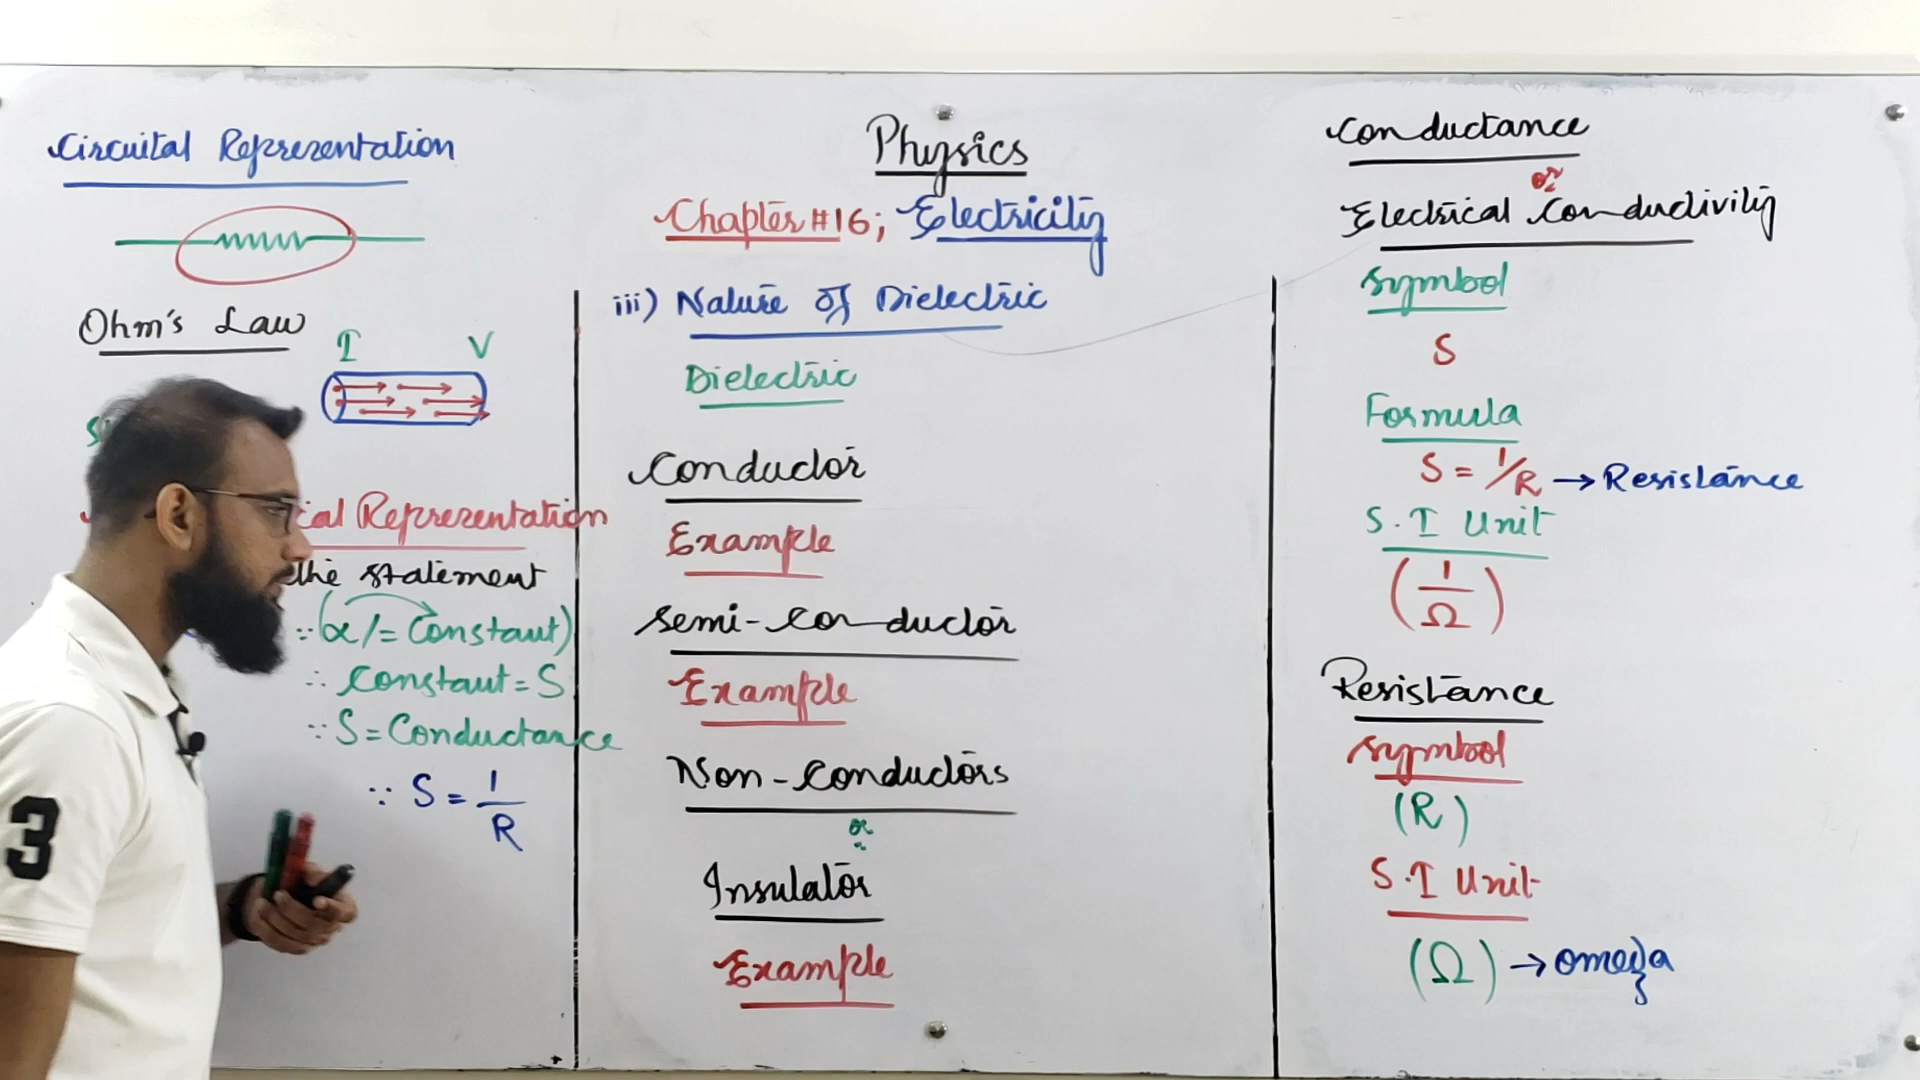 Circuital Representation
Ohm's Law
I V
Representation
the statement
∵ (α/= Constant)
∴ Constant = S
∵ S = Conductance
∵ S = 1/R
3
Physics
Chapter #16; Electricity
iii) Nature of Dielectric
Dielectric
Conductor
Example
Semi-Conductor
Example
Non-Conductors
or
Insulator
Example
Conductance
or
Electrical Conductivity
Symbol
S
Formula
S = 1/R → Resistance
S.I Unit
(1/Ω)
Resistance
Symbol
(R)
S.I Unit
(Ω) → omega